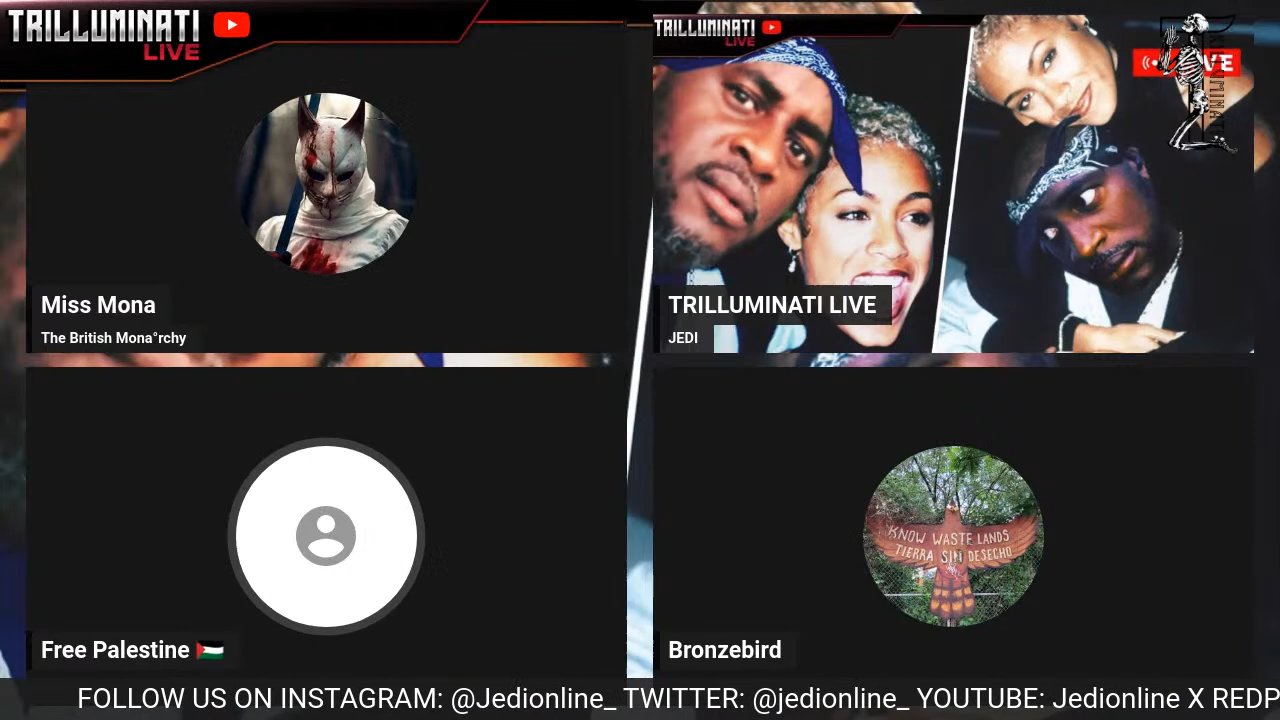 TRILLUMINATI
LIVE
TRILLUMINATI
LIVE
Miss Mona
The British Mona°rchy
TRILLUMINATI LIVE
JEDI
KNOW WASTE LANDS
TIERRA SIN DESECHO
Free Palestine 🇵🇸
Bronzebird
FOLLOW US ON INSTAGRAM: @Jedionline_ TWITTER: @jedionline_ YOUTUBE: Jedionline X REDP